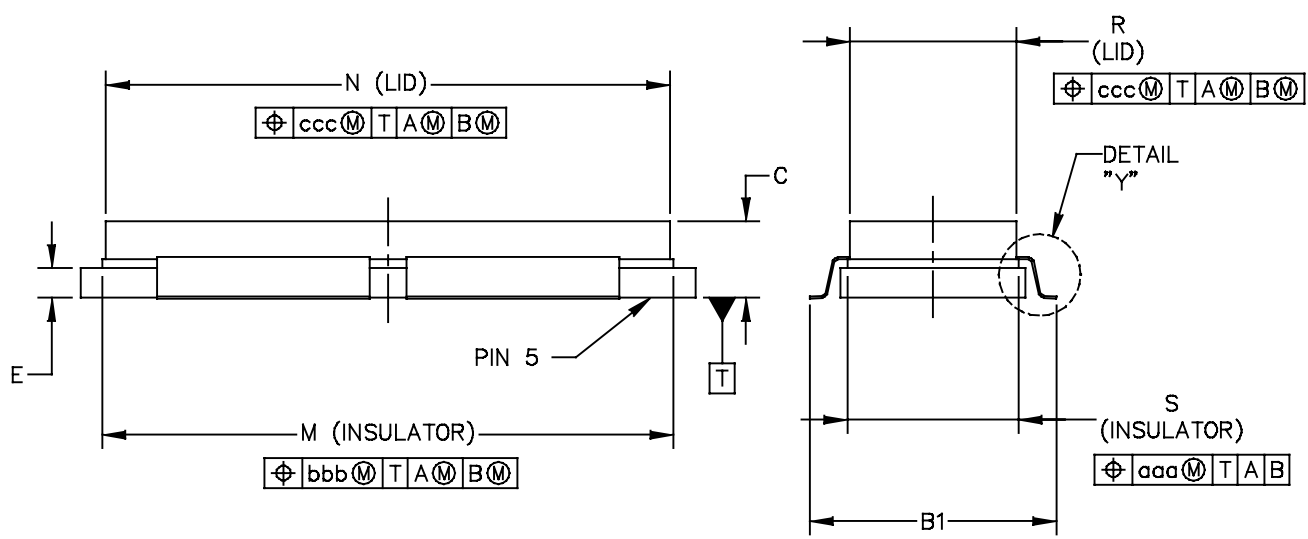 N (LID)
⌖ ccc Ⓜ T A Ⓜ B Ⓜ
C
E
PIN 5
T
M (INSULATOR)
⌖ bbb Ⓜ T A Ⓜ B Ⓜ
R
(LID)
⌖ ccc Ⓜ T A Ⓜ B Ⓜ
DETAIL
"Y"
S
(INSULATOR)
⌖ aaa Ⓜ T A B
B1